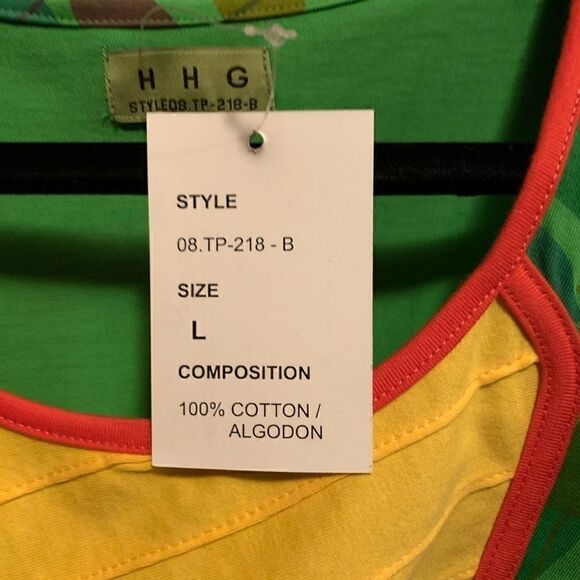 H H G
STYLE08.TP-218-B
STYLE
08.TP-218 - B
SIZE
L
COMPOSITION
100% COTTON /
ALGODON